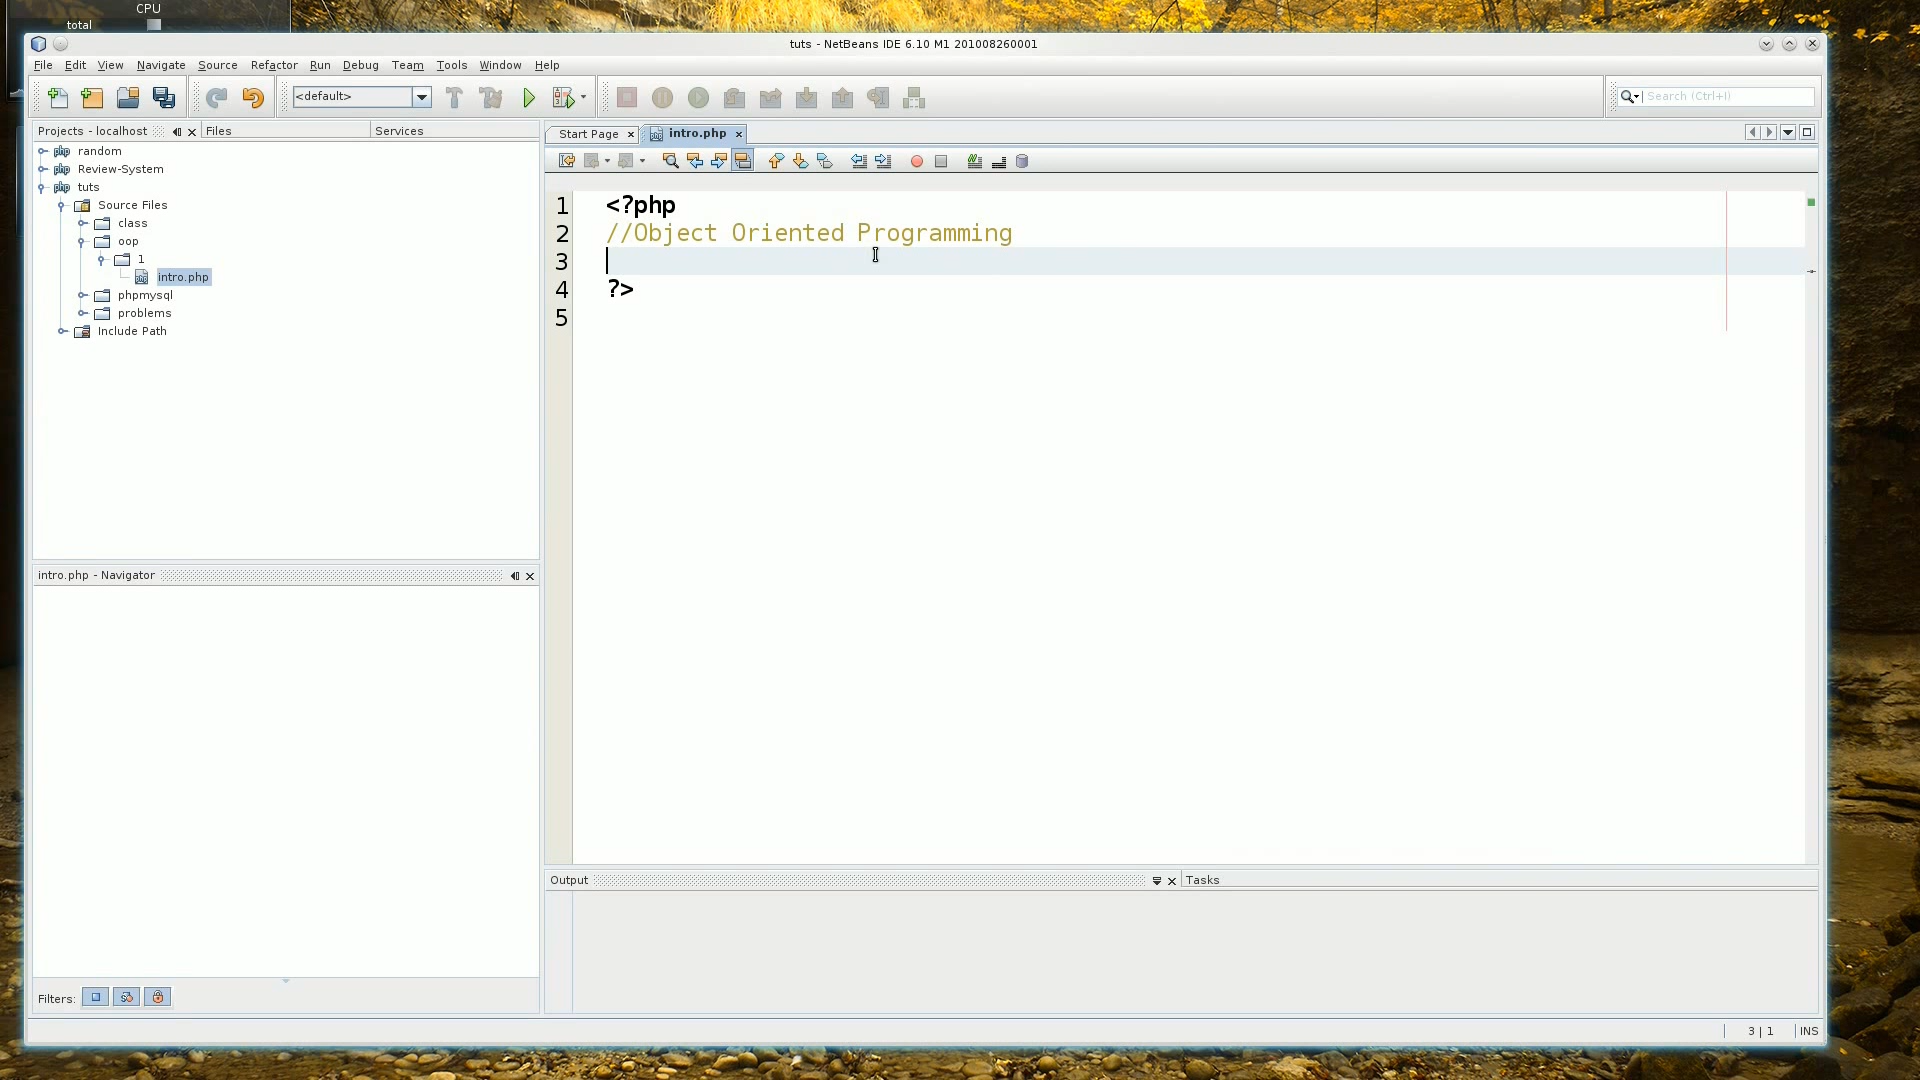 CPU
total
tuts - NetBeans IDE 6.10 M1 201008260001
File Edit View Navigate Source Refactor Run Debug Team Tools Window Help
<default>
Search (Ctrl+I)
Projects - localhost Files Services
Start Page intro.php
random
Review-System
tuts
Source Files
class
oop
1
intro.php
phpmysql
problems
Include Path
1 <?php
2 //Object Oriented Programming
3
4 ?>
5
intro.php - Navigator
Filters:
Output Tasks
3 | 1 INS